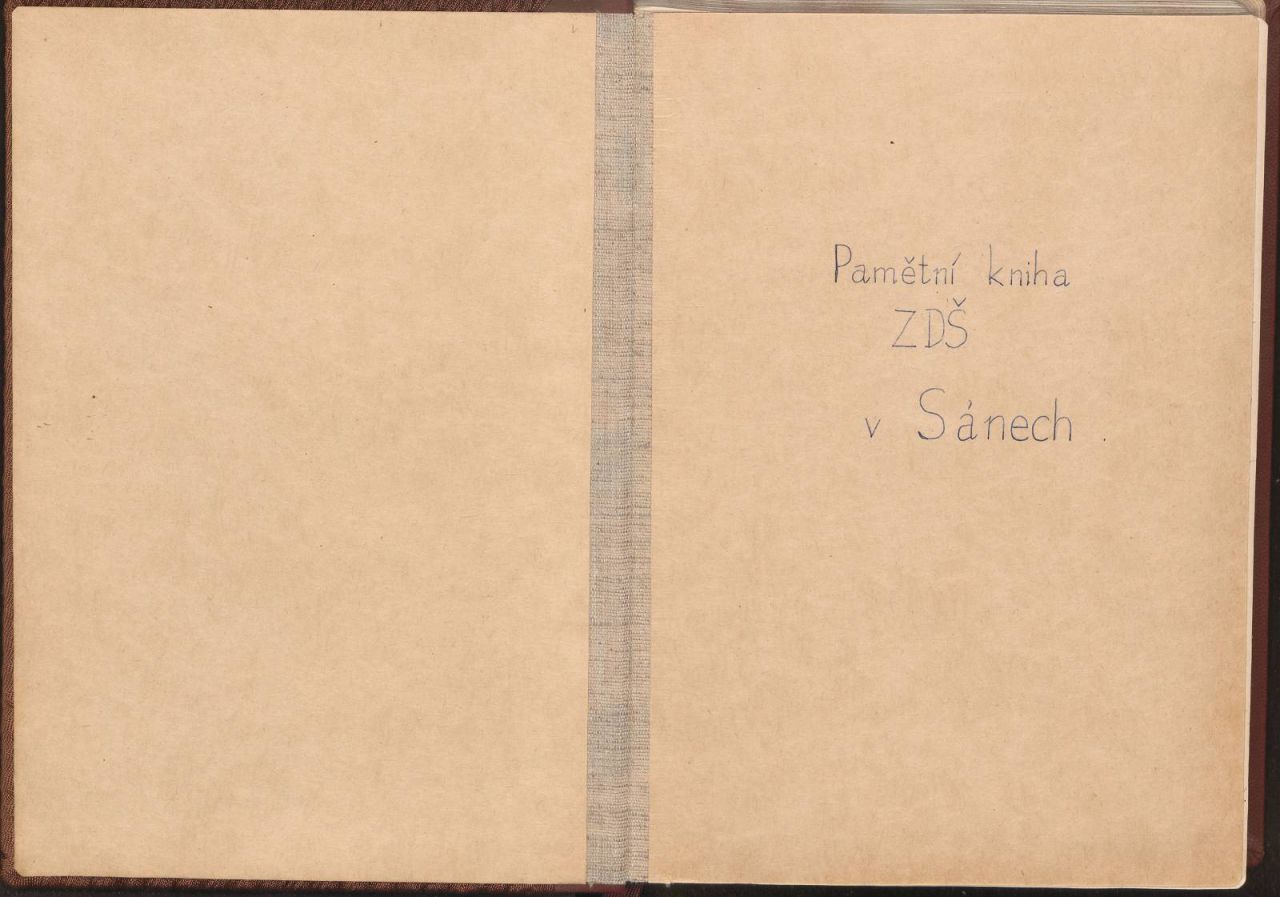 Pamětní kniha
ZDŠ
v Sánech.